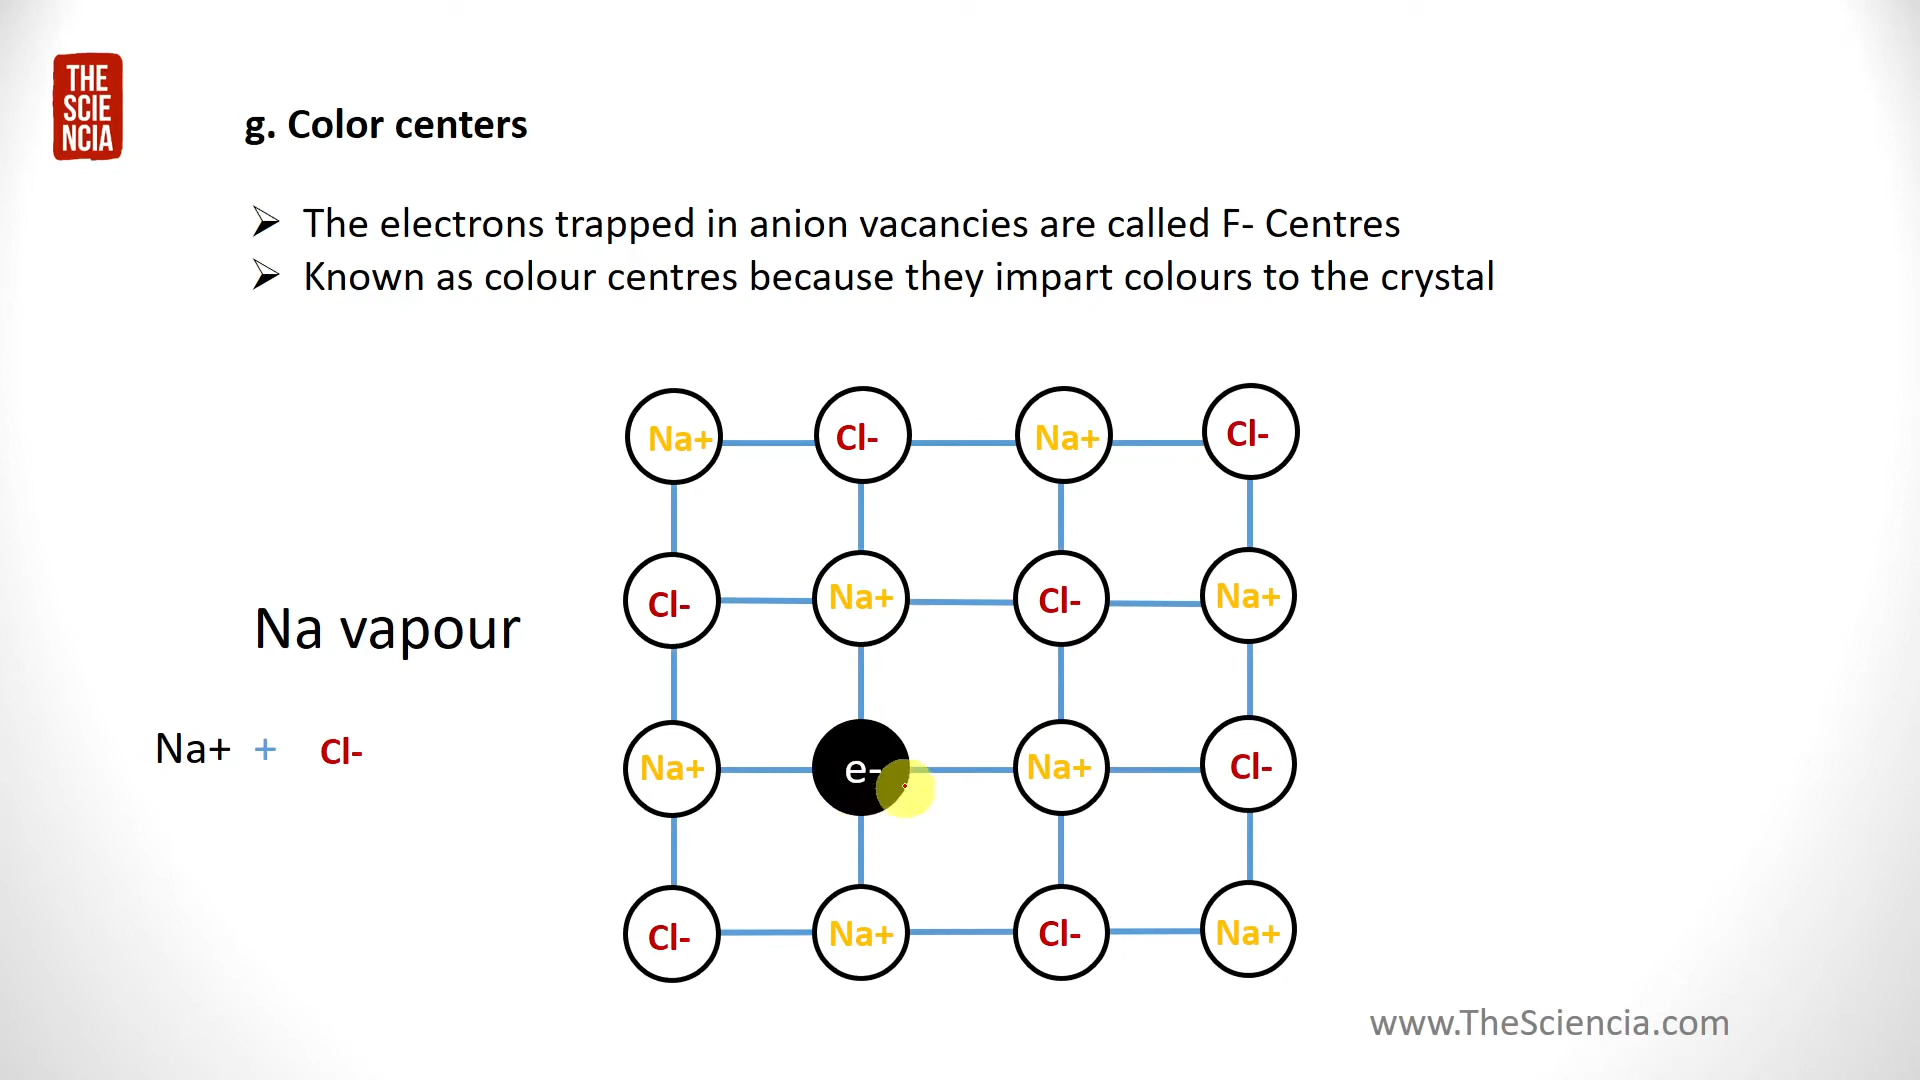 THE
SCIE
NCIA
g. Color centers
The electrons trapped in anion vacancies are called F- Centres
Known as colour centres because they impart colours to the crystal
Na+ Cl- Na+ Cl-
Cl- Na+ Cl- Na+
Na vapour
Na+ + Cl-
Na+ e- Na+ Cl-
Cl- Na+ Cl- Na+
www.TheSciencia.com